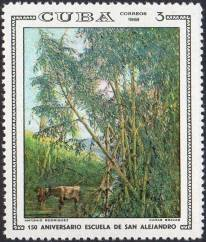 CUBA CORREOS 3
1968
ANTONIO RODRIGUEZ CAÑAS BRAVAS
150 ANIVERSARIO ESCUELA DE SAN ALEJANDRO